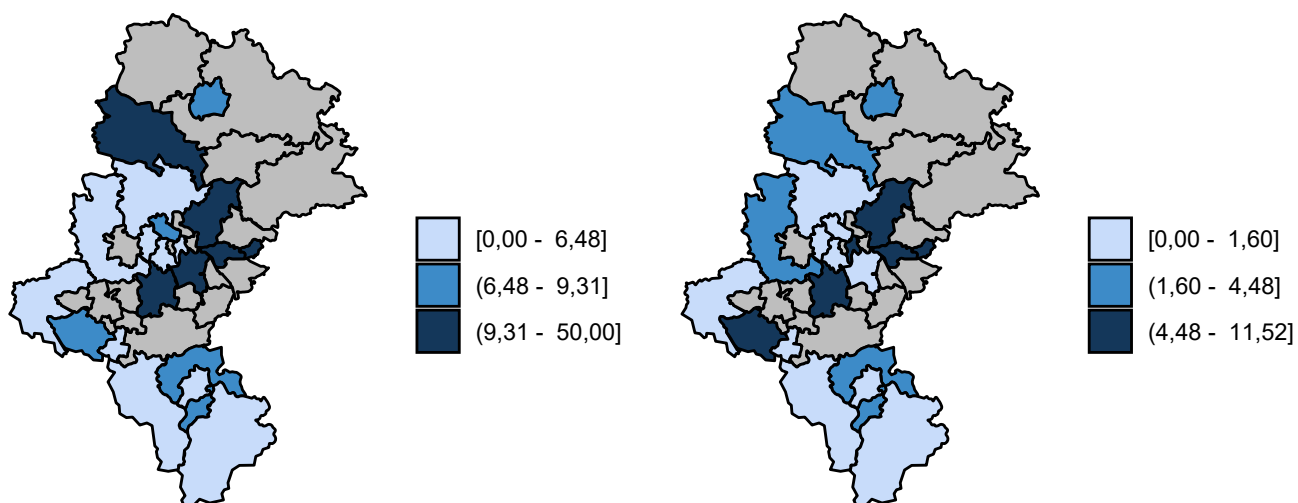 [0,00 - 6,48]
(6,48 - 9,31]
(9,31 - 50,00]
[0,00 - 1,60]
(1,60 - 4,48]
(4,48 - 11,52]